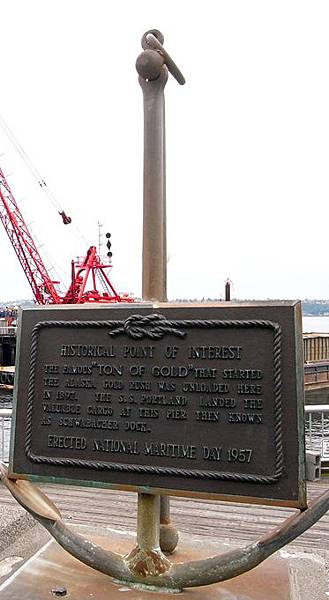 HISTORICAL POINT OF INTEREST
THE FAMOUS "TON OF GOLD" THAT STARTED
THE ALASKA GOLD RUSH WAS UNLOADED HERE
IN 1897. THE S.S. PORTLAND LANDED THE
VALUABLE CARGO AT THIS PIER THEN KNOWN
AS SCHWABACHER DOCK.
ERECTED NATIONAL MARITIME DAY 1957